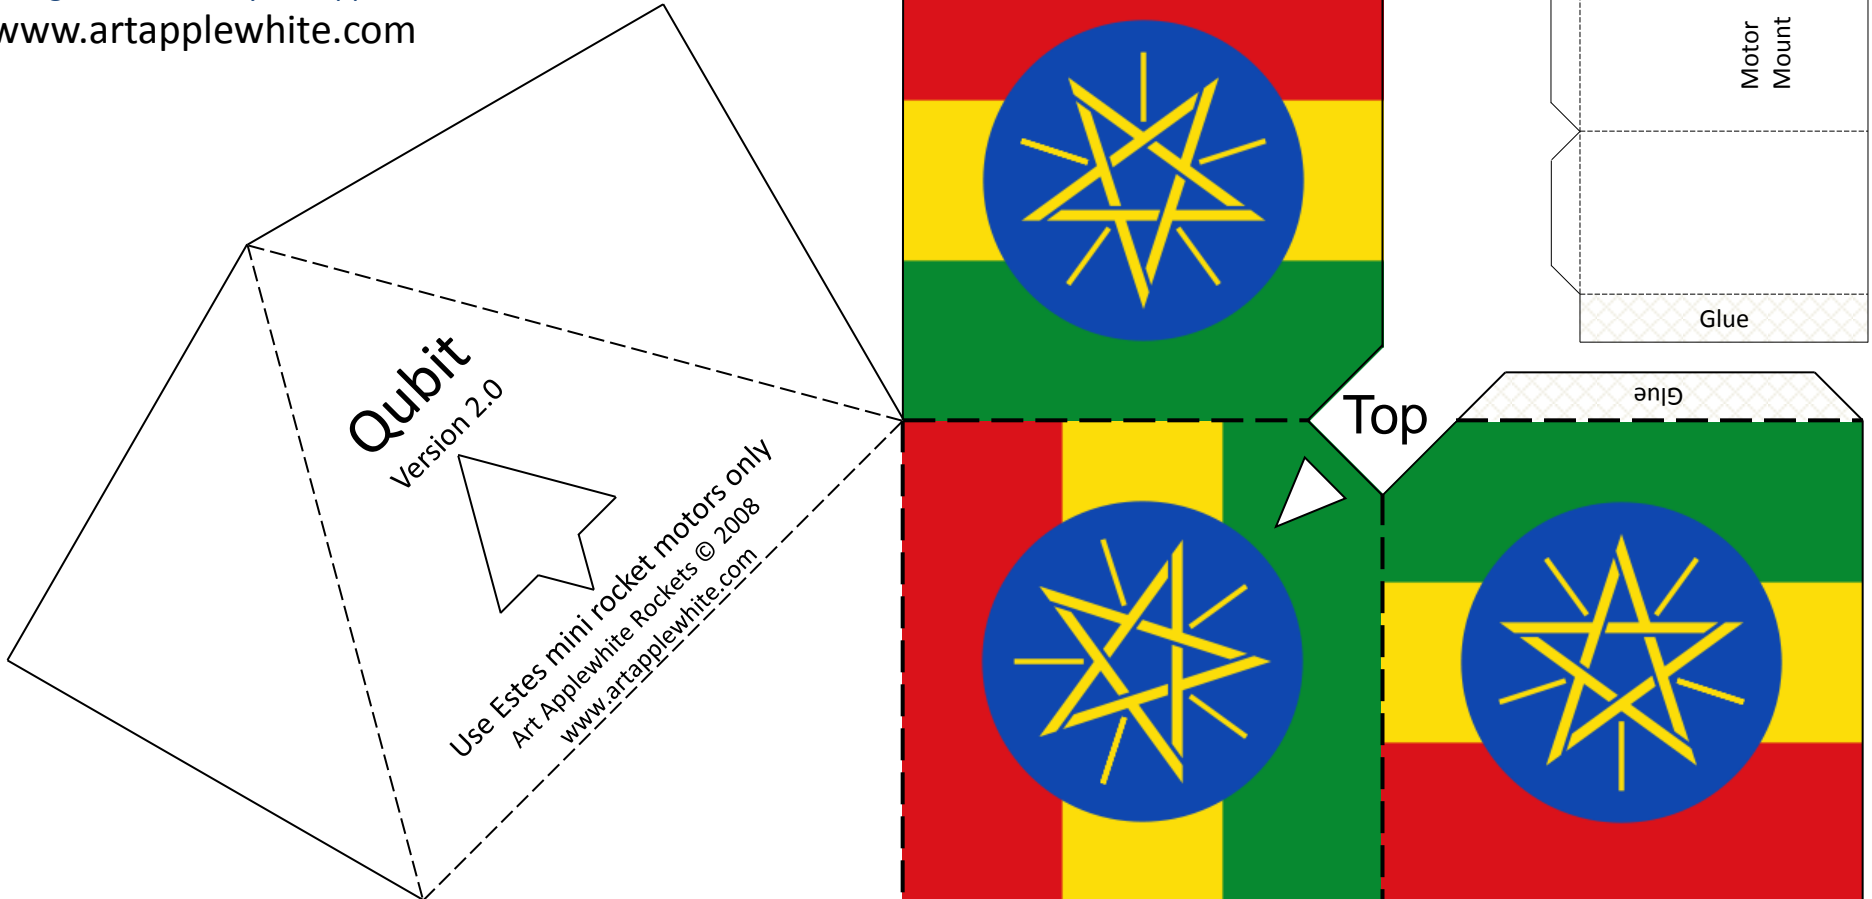 www.artapplewhite.com
Motor
Mount
Glue
Glue
Top
Qubit
Version 2.0
Use Estes mini rocket motors only
Art Applewhite Rockets © 2008
www.artapplewhite.com